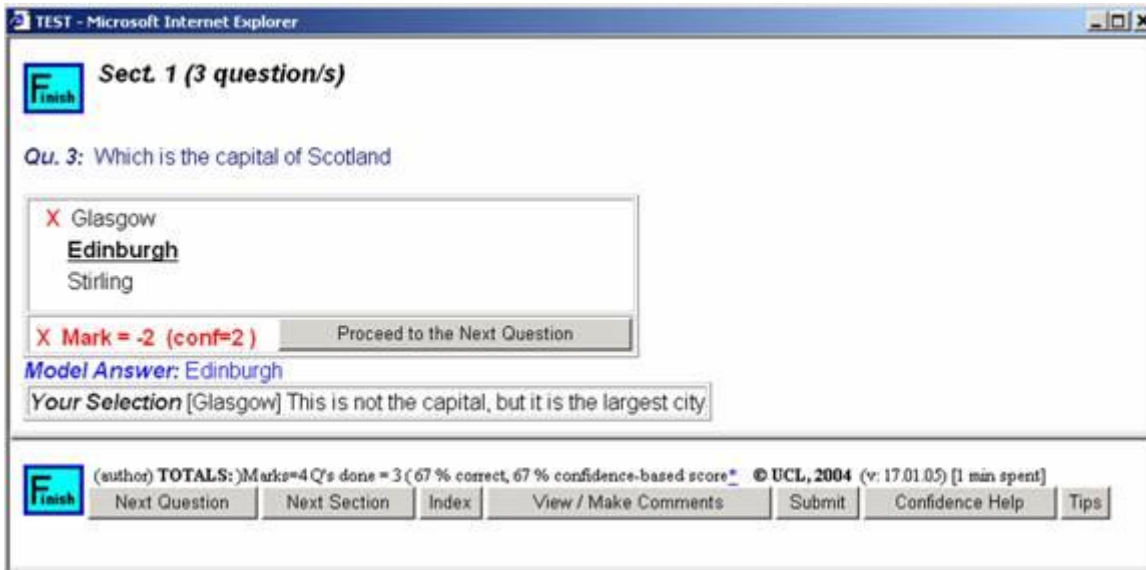 TEST - Microsoft Internet Explorer
Finish
Sect. 1 (3 question/s)
Qu. 3: Which is the capital of Scotland
X Glasgow
Edinburgh
Stirling
X Mark = -2 (conf=2 ) Proceed to the Next Question
Model Answer: Edinburgh
Your Selection [Glasgow] This is not the capital, but it is the largest city
Finish
(author) TOTALS: )Marks=4 Q's done = 3 ( 67 % correct, 67 % confidence-based score* © UCL, 2004 (v: 17.01.05) [1 min spent]
Next Question Next Section Index View / Make Comments Submit Confidence Help Tips